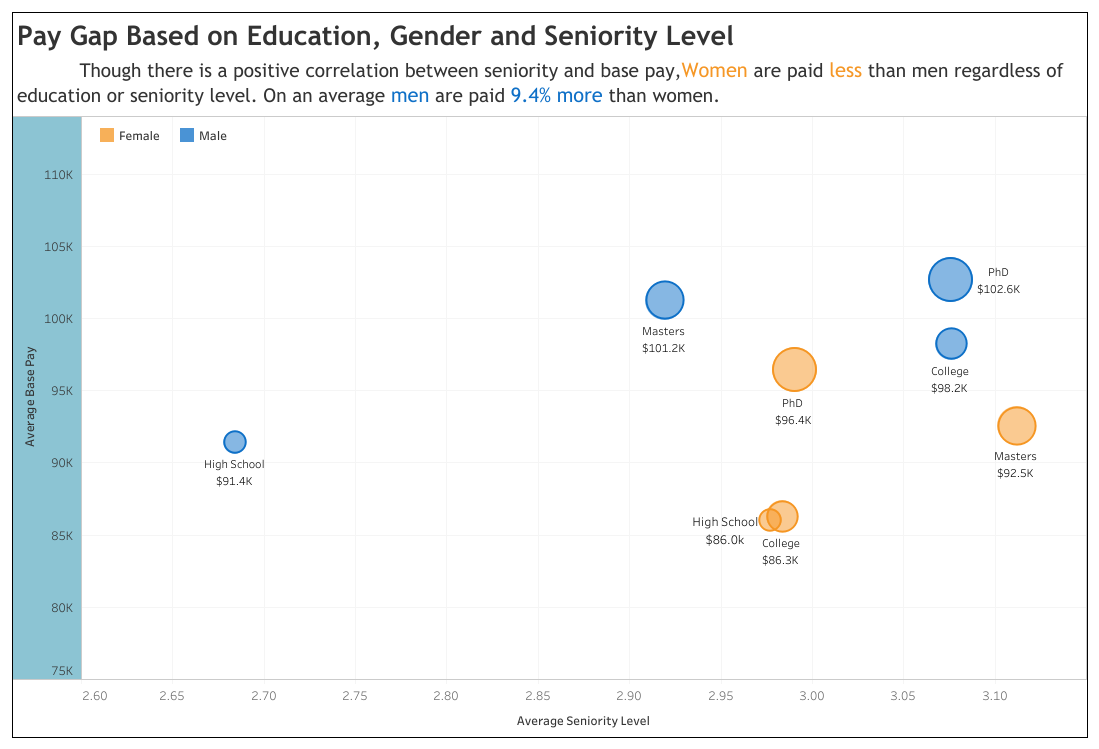 Pay Gap Based on Education, Gender and Seniority Level
Though there is a positive correlation between seniority and base pay,Women are paid less than men regardless of
education or seniority level. On an average men are paid 9.4% more than women.
Female Male
110K
105K
100K
95K
90K
85K
80K
75K
Average Base Pay
PhD
$102.6K
Masters
$101.2K
College
$98.2K
PhD
$96.4K
Masters
$92.5K
High School
$91.4K
High School
$86.0k
College
$86.3K
2.60 2.65 2.70 2.75 2.80 2.85 2.90 2.95 3.00 3.05 3.10
Average Seniority Level